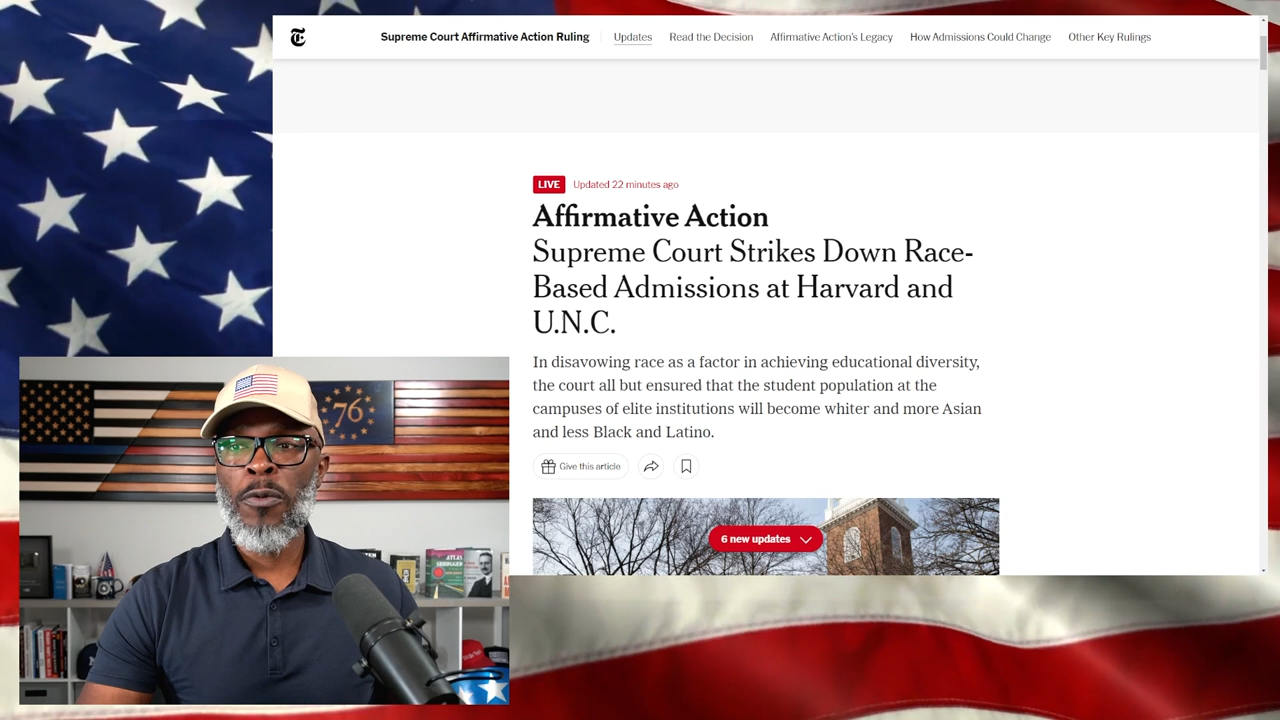 Supreme Court Affirmative Action Ruling
Updates
Read the Decision
Affirmative Action's Legacy
How Admissions Could Change
Other Key Rulings
LIVE
Updated 22 minutes ago
Affirmative Action
Supreme Court Strikes Down Race-
Based Admissions at Harvard and
U.N.C.
In disavowing race as a factor in achieving educational diversity,
the court all but ensured that the student population at the
campuses of elite institutions will become whiter and more Asian
and less Black and Latino.
Give this article
6 new updates
76
ATLAS
SHRUGGED